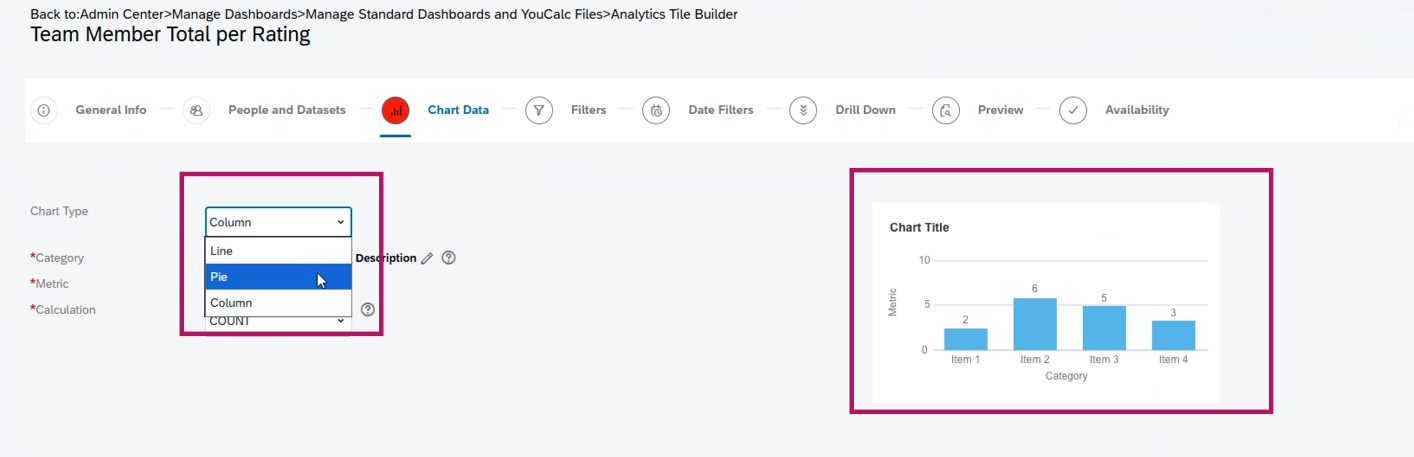 Back to:Admin Center>Manage Dashboards>Manage Standard Dashboards and YouCalc Files>Analytics Tile Builder
Team Member Total per Rating
General Info
People and Datasets
Chart Data
Filters
Date Filters
Drill Down
Preview
Availability
Chart Type
Column
Line
Pie
Column
*Category
Description
*Metric
*Calculation
COUNT
Chart Title
10
5
0
Metric
2
6
5
3
Item 1
Item 2
Item 3
Item 4
Category